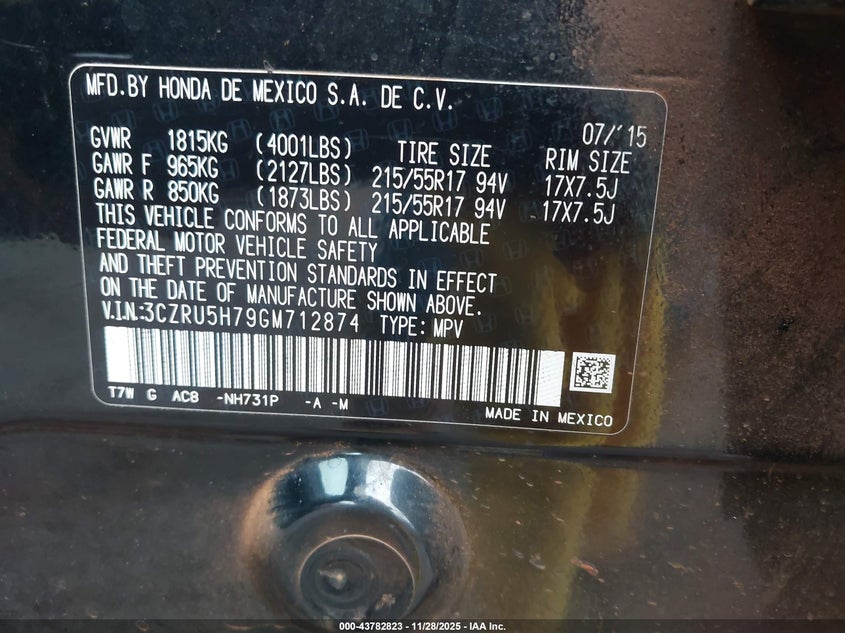 MFD.BY HONDA DE MEXICO S.A. DE C.V.
07/'15
GVWR 1815KG (4001LBS) TIRE SIZE RIM SIZE
GAWR F 965KG (2127LBS) 215/55R17 94V 17X7.5J
GAWR R 850KG (1873LBS) 215/55R17 94V 17X7.5J
THIS VEHICLE CONFORMS TO ALL APPLICABLE
FEDERAL MOTOR VEHICLE SAFETY
AND THEFT PREVENTION STANDARDS IN EFFECT
ON THE DATE OF MANUFACTURE SHOWN ABOVE.
V.I.N.:3CZRU5H79GM712874 TYPE: MPV
T7W G AC8 -NH731P -A -M
MADE IN MEXICO
000-43782823 | 11/28/2025 - IAA Inc.